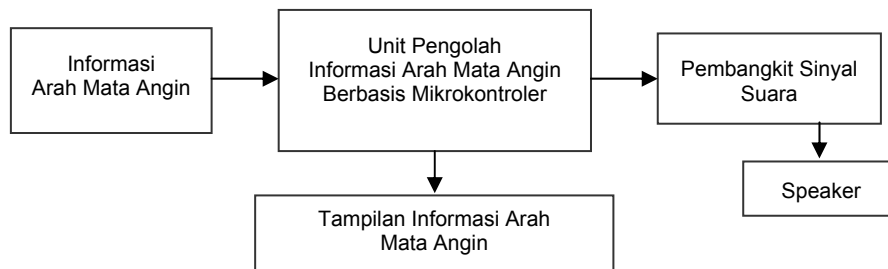 Informasi
Arah Mata Angin
Unit Pengolah
Informasi Arah Mata Angin
Berbasis Mikrokontroler
Pembangkit Sinyal
Suara
Speaker
Tampilan Informasi Arah
Mata Angin